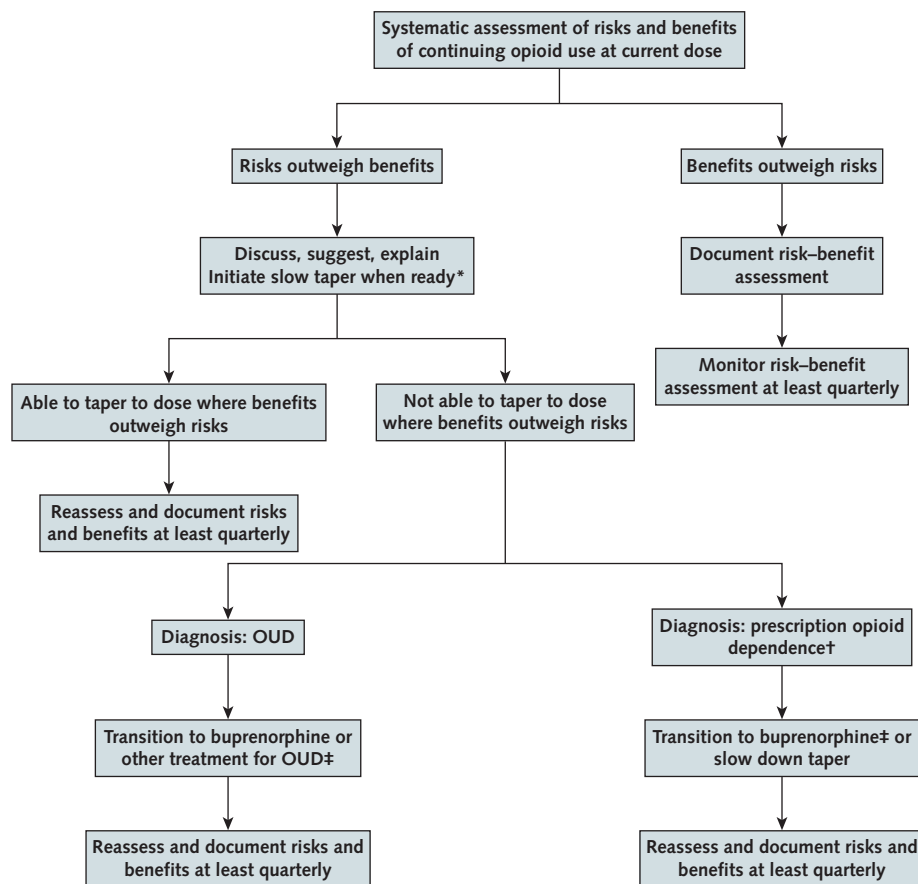 Systematic assessment of risks and benefits
of continuing opioid use at current dose
Risks outweigh benefits
Benefits outweigh risks
Discuss, suggest, explain
Initiate slow taper when ready*
Document risk–benefit
assessment
Monitor risk–benefit
assessment at least quarterly
Able to taper to dose where benefits
outweigh risks
Not able to taper to dose
where benefits outweigh risks
Reassess and document risks
and benefits at least quarterly
Diagnosis: OUD
Diagnosis: prescription opioid
dependence†
Transition to buprenorphine or
other treatment for OUD‡
Transition to buprenorphine‡ or
slow down taper
Reassess and document risks and
benefits at least quarterly
Reassess and document risks and
benefits at least quarterly